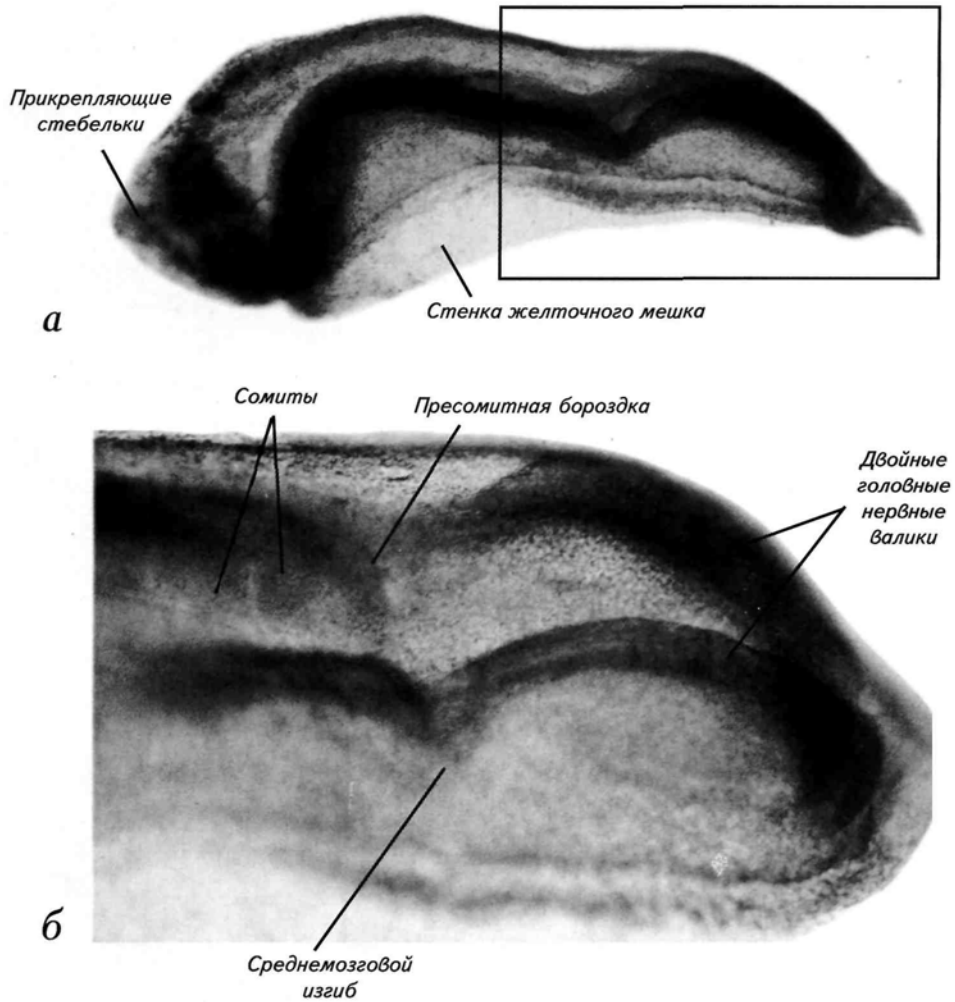 Прикрепляющие
стебельки
Стенка желточного мешка
а
Сомиты
Пресомитная бороздка
Двойные
головные
нервные
валики
б
Среднемозговой
изгиб